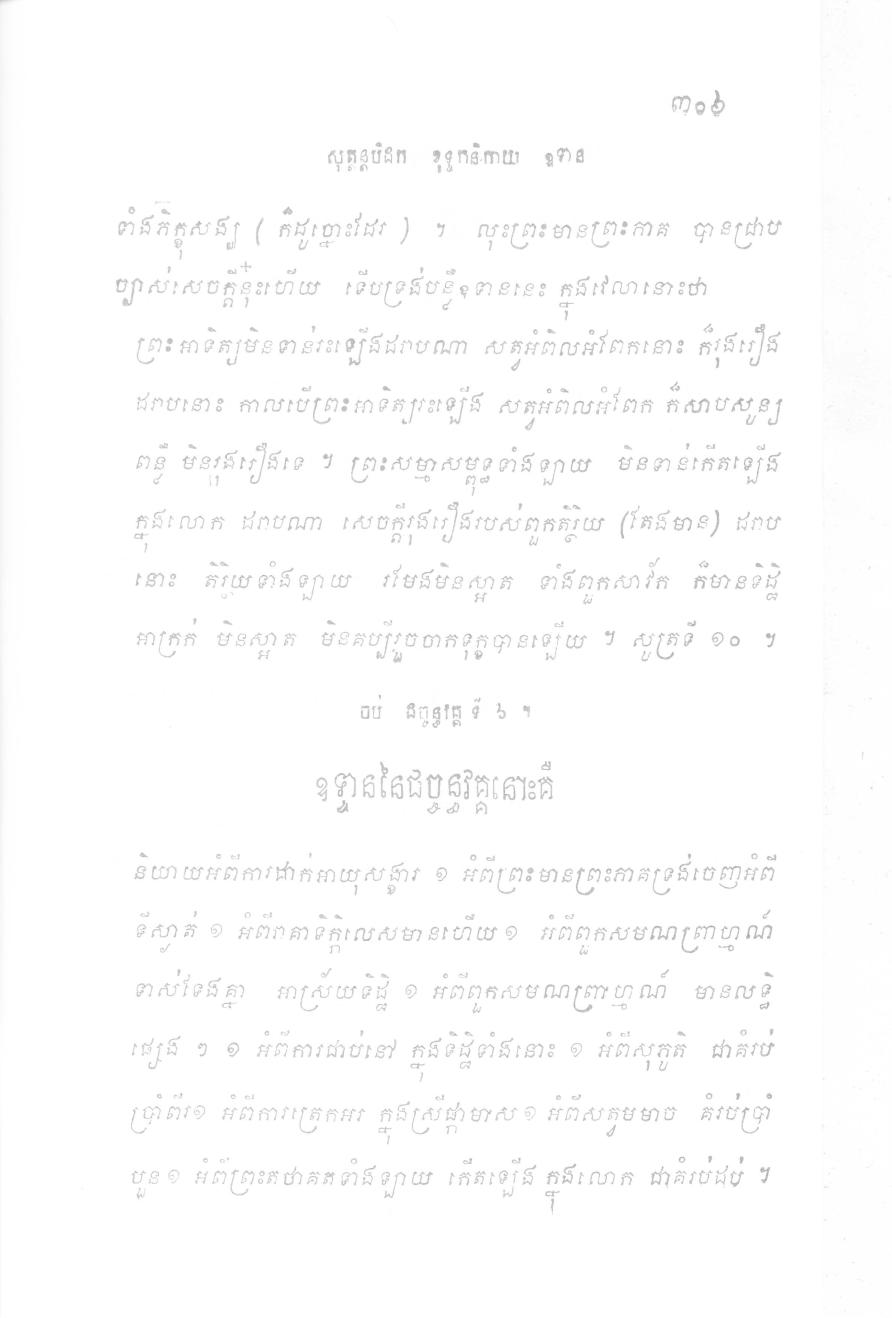 ៣០៦
សុត្តន្តបិដក ខុទ្ទកនិកាយ ឧទាន
ទាំងភិក្ខុសង្ឃ ( ក៏ដូច្នោះដែរ ) ។ លុះព្រះមានព្រះភាគ បានជ្រាប
ច្បាស់សេចក្តីនុ៎ះហើយ ទើបទ្រង់បន្លឺឧទាននេះ ក្នុងវេលានោះថា
ព្រះអាទិត្យមិនទាន់រះឡើងដរាបណា សត្វអំពិលអំពែកនោះ ក៏រុងរឿង
ដរាបនោះ កាលបើព្រះអាទិត្យរះឡើង សត្វអំពិលអំពែក ក៏សាបសូន្យ
ពន្លឺ មិនរុងរឿងទេ ។ ព្រះសម្មាសម្ពុទ្ធទាំងឡាយ មិនទាន់កើតឡើង
ក្នុងលោក ដរាបណា សេចក្តីរុងរឿងរបស់ពួកតិរ្ថិយ (តែងមាន) ដរាប
នោះ តិរ្ថិយទាំងឡាយ រមែងមិនស្អាត ទាំងពួកសាវ័ក ក៏មានទិដ្ឋិ
អាក្រក់ មិនស្អាត មិនគប្បីរួចចាកទុក្ខបានឡើយ ។ សូត្រទី ១០ ។
ចប់ ជច្ចន្ធវគ្គ ទី ៦ ។
ឧទ្ទាននៃជច្ចន្ធវគ្គនោះគឺ
និយាយអំពីការដាក់អាយុសង្ខារ ១ អំពីព្រះមានព្រះភាគទ្រង់ចេញអំពី
ទីស្ងាត់ ១ អំពីរាគាទិក្កិលេសមានហើយ ១ អំពីពួកសមណព្រាហ្មណ៍
ទាស់ទែងគ្នា អាស្រ័យទិដ្ឋិ ១ អំពីពួកសមណព្រាហ្មណ៍ មានលទ្ធិ
ផ្សេង ៗ ១ អំពីការជាប់នៅ ក្នុងទិដ្ឋិទាំងនោះ ១ អំពីសុភូតិ ជាគំរប់
ប្រាំពីរ១ អំពីការត្រេកអរ ក្នុងស្រីផ្កាមាស ១ អំពីសត្វមមាច គំរប់ប្រាំ
បួន ១ អំពីព្រះតថាគតទាំងឡាយ កើតឡើង ក្នុងលោក ជាគំរប់ដប់ ។